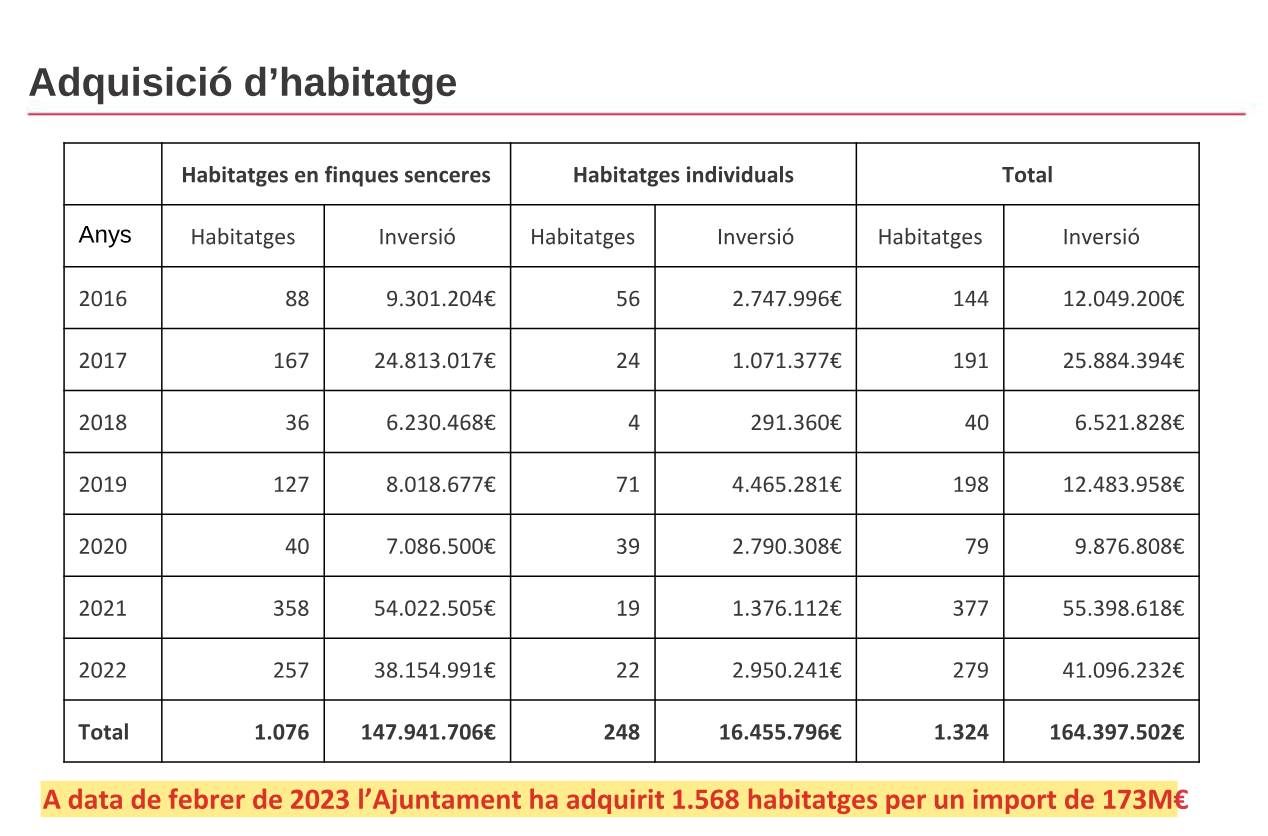 Adquisició d’habitatge
Habitatges en finques senceres Habitatges individuals Total
Anys Habitatges Inversió Habitatges Inversió Habitatges Inversió
2016 88 9.301.204€ 56 2.747.996€ 144 12.049.200€
2017 167 24.813.017€ 24 1.071.377€ 191 25.884.394€
2018 36 6.230.468€ 4 291.360€ 40 6.521.828€
2019 127 8.018.677€ 71 4.465.281€ 198 12.483.958€
2020 40 7.086.500€ 39 2.790.308€ 79 9.876.808€
2021 358 54.022.505€ 19 1.376.112€ 377 55.398.618€
2022 257 38.154.991€ 22 2.950.241€ 279 41.096.232€
Total 1.076 147.941.706€ 248 16.455.796€ 1.324 164.397.502€
A data de febrer de 2023 l’Ajuntament ha adquirit 1.568 habitatges per un import de 173M€